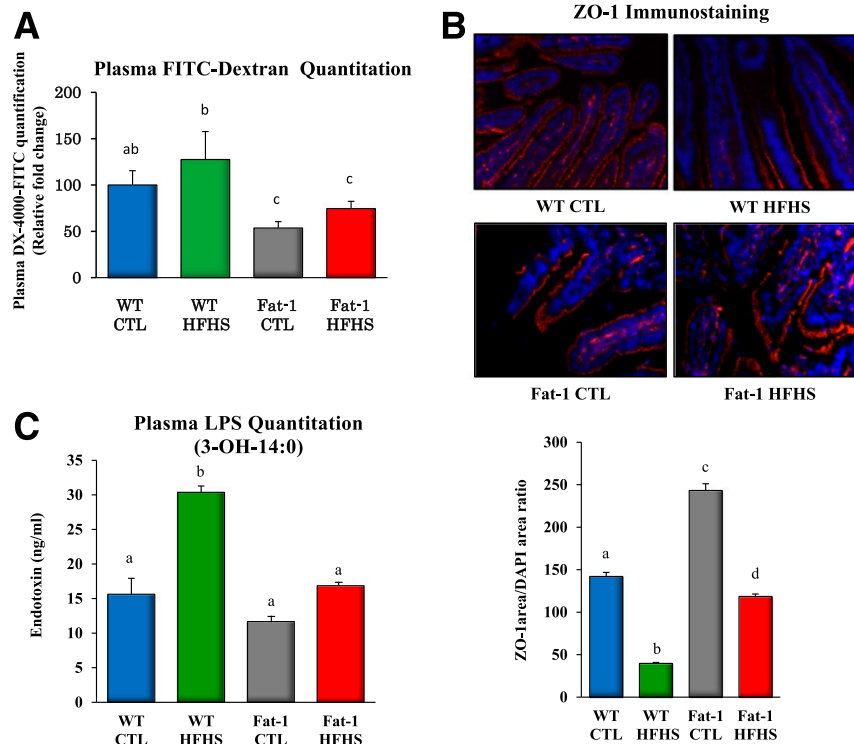 A
Plasma FITC-Dextran Quantitation
Plasma DX-4000-FITC quantification
(Relative fold change)
200
150
100
50
0
ab
b
c
c
WT CTL
WT HFHS
Fat-1 CTL
Fat-1 HFHS
B
ZO-1 Immunostaining
WT CTL
WT HFHS
Fat-1 CTL
Fat-1 HFHS
ZO-1area/DAPI area ratio
300
250
200
150
100
50
0
a
b
c
d
WT CTL
WT HFHS
Fat-1 CTL
Fat-1 HFHS
C
Plasma LPS Quantitation
(3-OH-14:0)
Endotoxin (ng/ml)
35
30
25
20
15
10
5
0
a
b
a
a
WT CTL
WT HFHS
Fat-1 CTL
Fat-1 HFHS